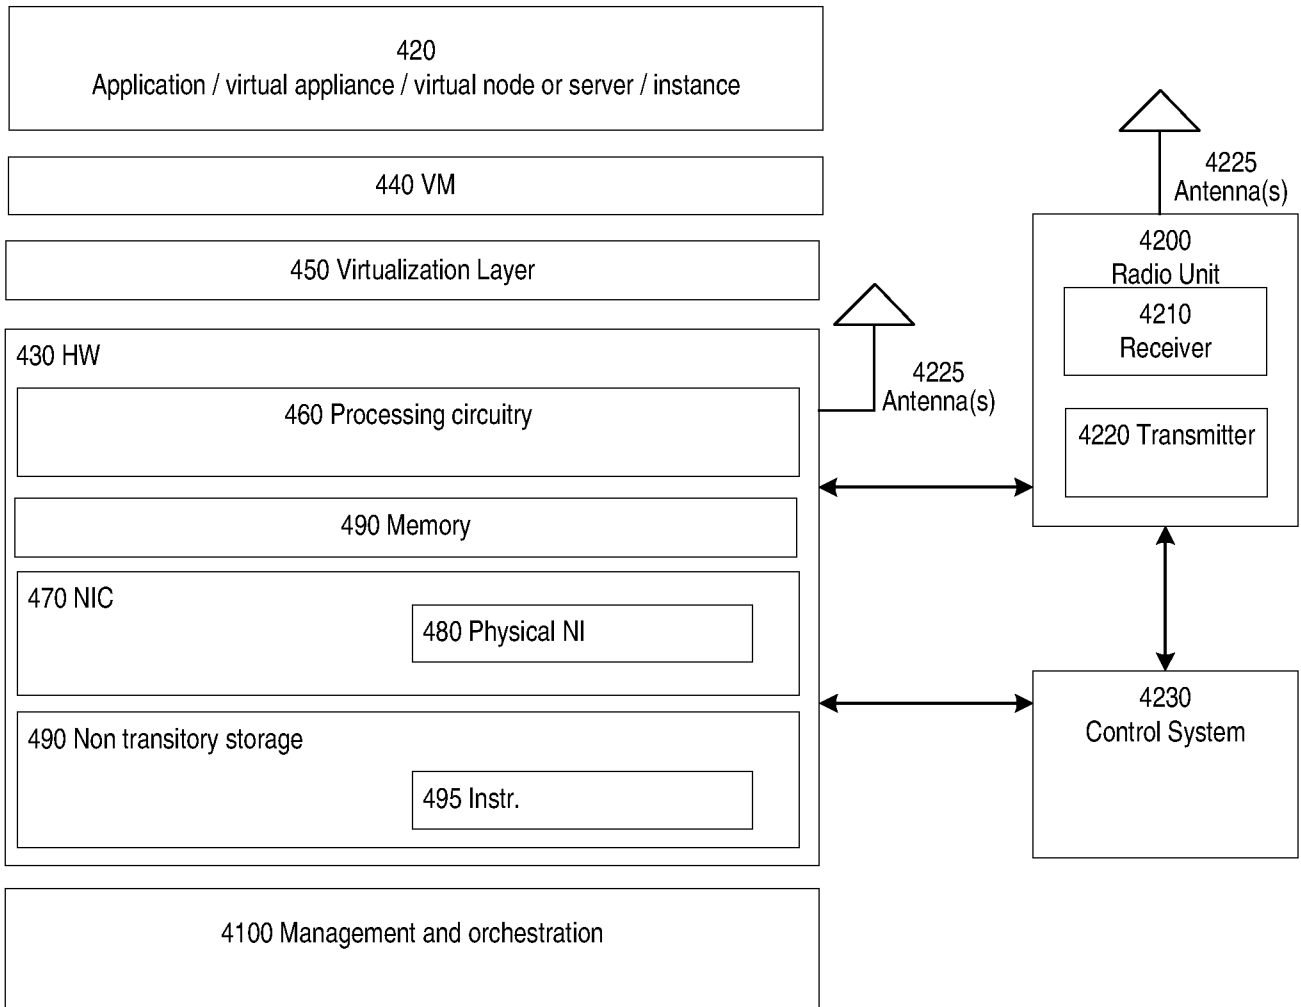 420
Application / virtual appliance / virtual node or server / instance
440 VM
450 Virtualization Layer
430 HW
460 Processing circuitry
490 Memory
470 NIC
480 Physical NI
490 Non transitory storage
495 Instr.
4100 Management and orchestration
4225
Antenna(s)
4225
Antenna(s)
4200
Radio Unit
4210
Receiver
4220 Transmitter
4230
Control System